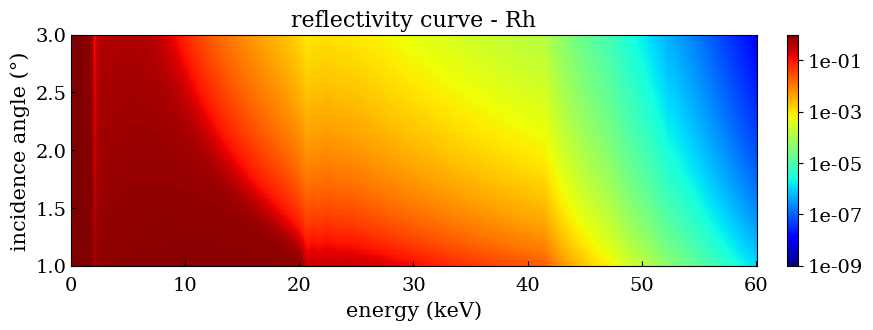 reflectivity curve - Rh
3.0
2.5
2.0
1.5
1.0
incidence angle (°)
0 10 20 30 40 50 60
energy (keV)
1e-01
1e-03
1e-05
1e-07
1e-09